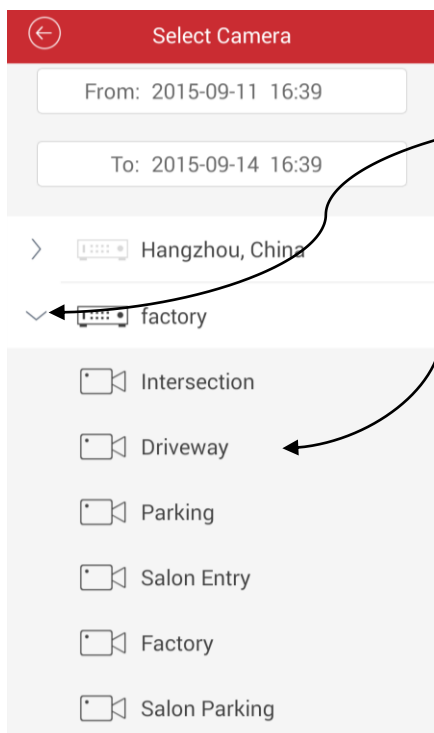 Select Camera
From: 2015-09-11 16:39
To: 2015-09-14 16:39
Hangzhou, China
factory
Intersection
Driveway
Parking
Salon Entry
Factory
Salon Parking